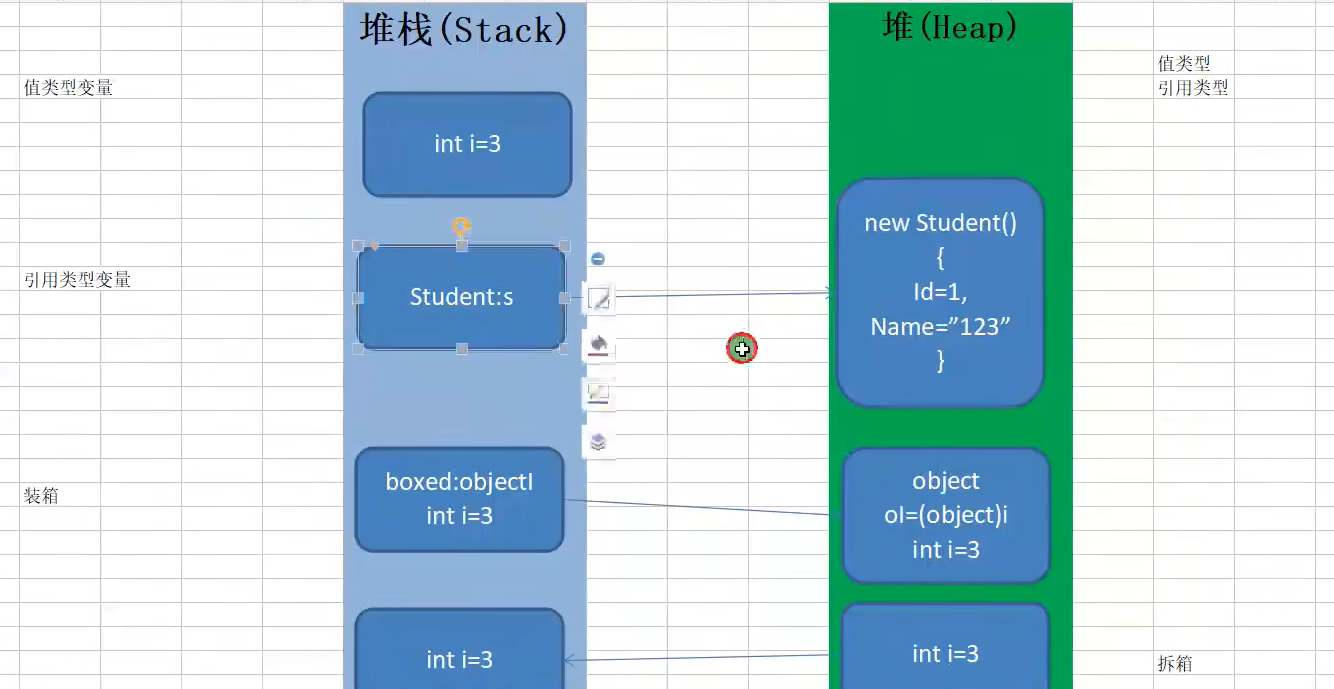 堆栈(Stack)
堆(Heap)
值类型
值类型变量
引用类型
int i=3
new Student()
{
Id=1,
Name=”123”
}
引用类型变量
Student:s
装箱
boxed:objectI
int i=3
object
oI=(object)i
int i=3
int i=3
int i=3
拆箱